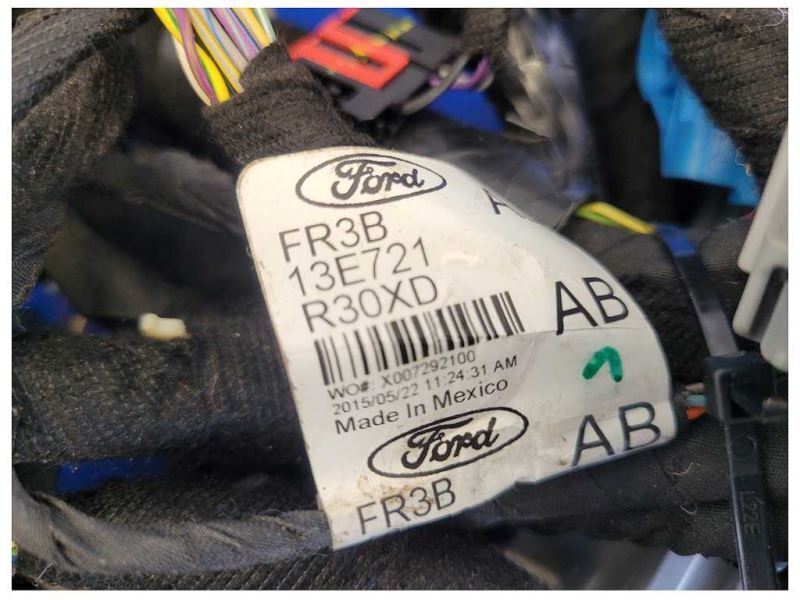 Ford
FR3B
13E721
R30XD
AB
WO#: X007292100
2015/05/22 11:24:31 AM
Made In Mexico
Ford
AB
FR3B